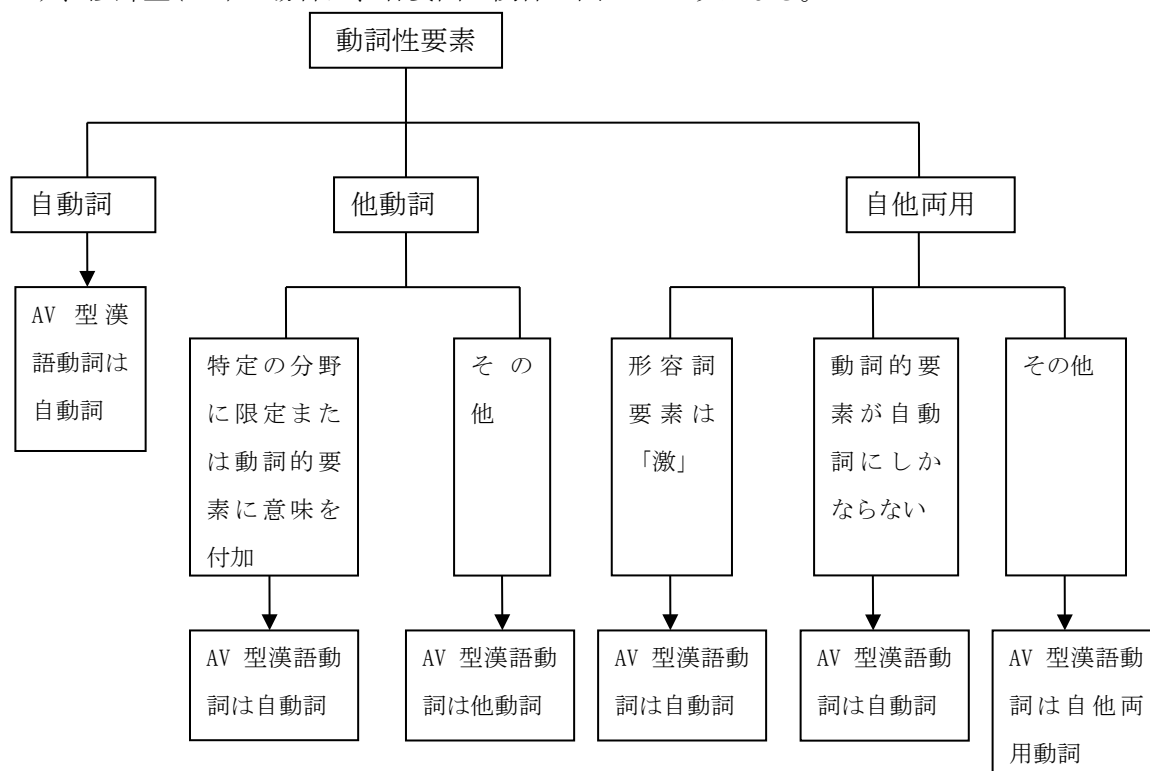 動詞性要素
自動詞
他動詞
自他両用
AV 型漢
語動詞は
自動詞
特定の分野
に限定また
は動詞的要
素に意味を
付加
その
他
形容詞
要素は
「激」
動詞的要
素が自動
詞にしか
ならない
その他
AV 型漢語動
詞は自動詞
AV 型漢語動
詞は他動詞
AV 型漢語動
詞は自動詞
AV 型漢語動
詞は自動詞
AV 型漢語動
詞は自他両
用動詞